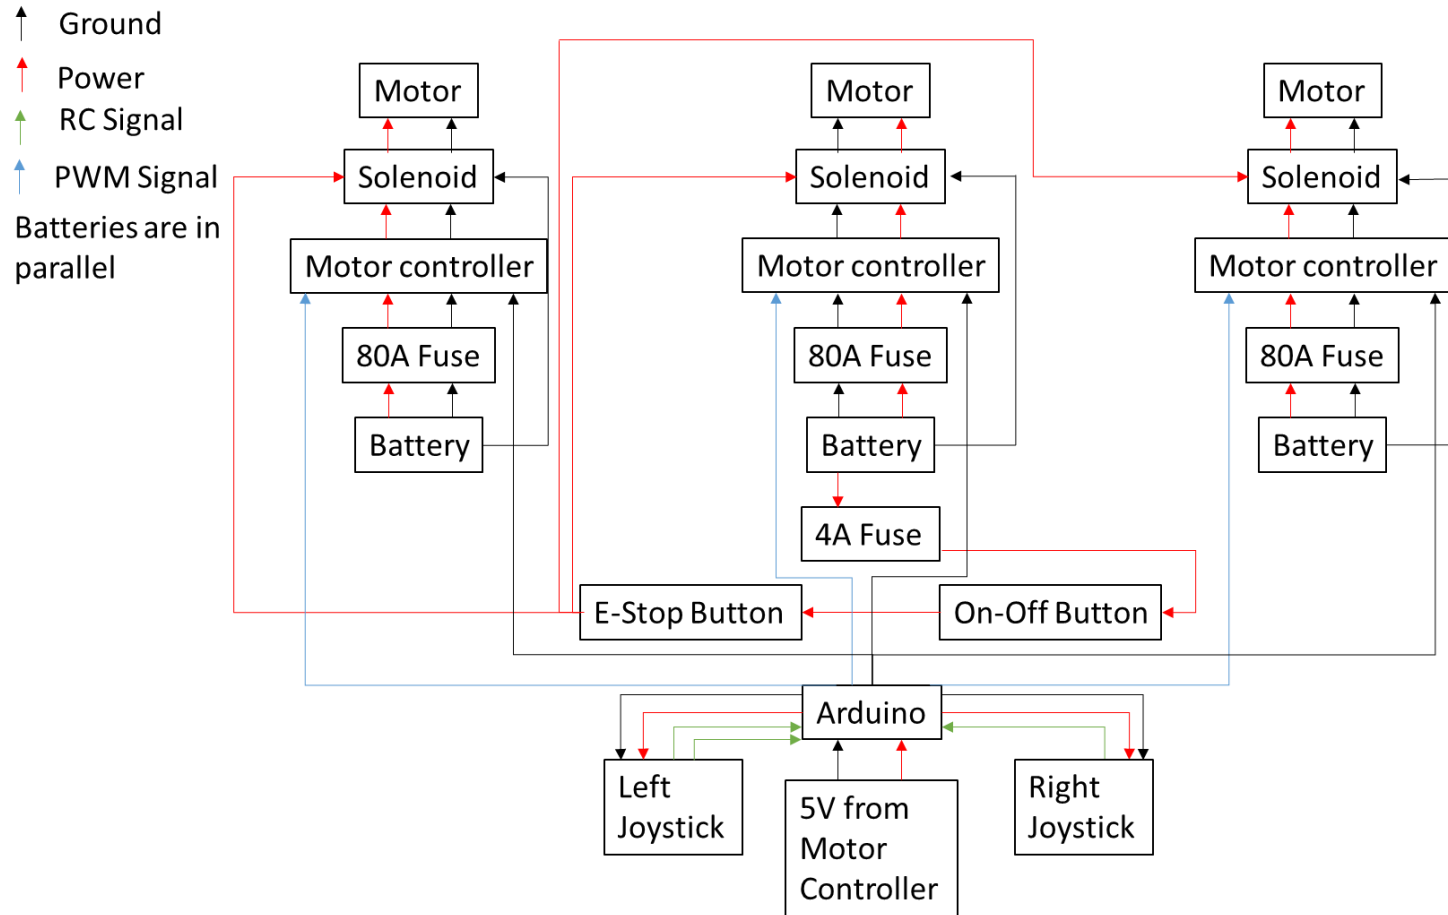 Ground
Power
RC Signal
PWM Signal
Batteries are in
parallel
Motor
Motor
Motor
Solenoid
Solenoid
Solenoid
Motor controller
Motor controller
Motor controller
80A Fuse
80A Fuse
80A Fuse
Battery
Battery
Battery
4A Fuse
E-Stop Button
On-Off Button
Arduino
Left
Joystick
5V from
Motor
Controller
Right
Joystick